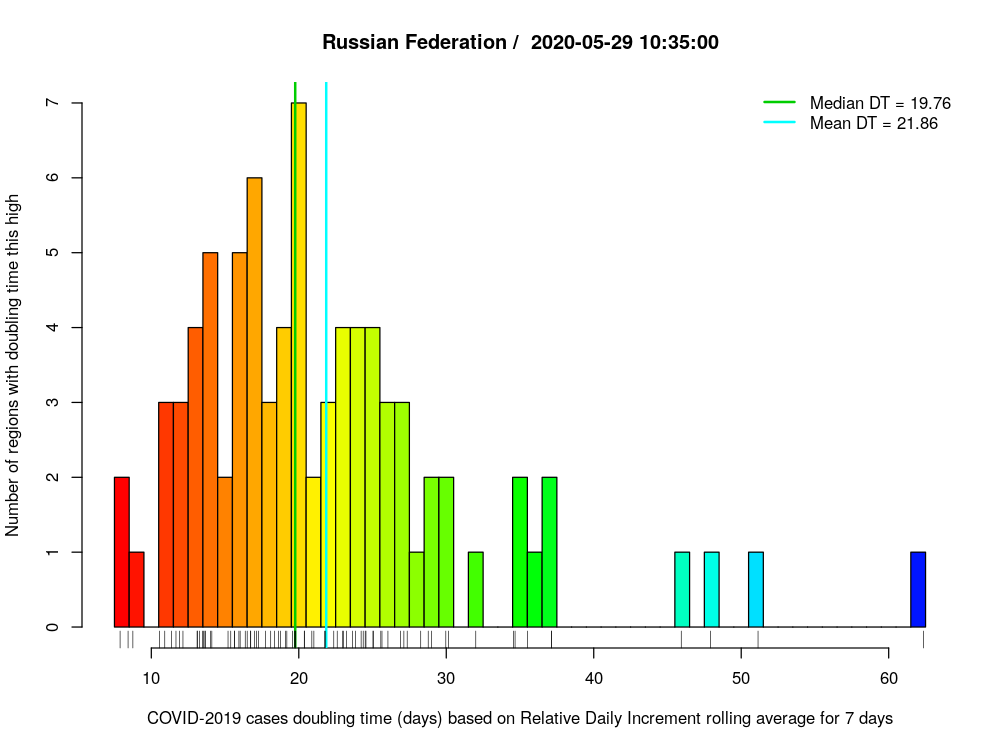 Russian Federation /  2020-05-29 10:35:00
Median DT = 19.76
Mean DT = 21.86
Number of regions with doubling time this high
7
6
5
4
3
2
1
0
10 20 30 40 50 60
COVID-2019 cases doubling time (days) based on Relative Daily Increment rolling average for 7 days